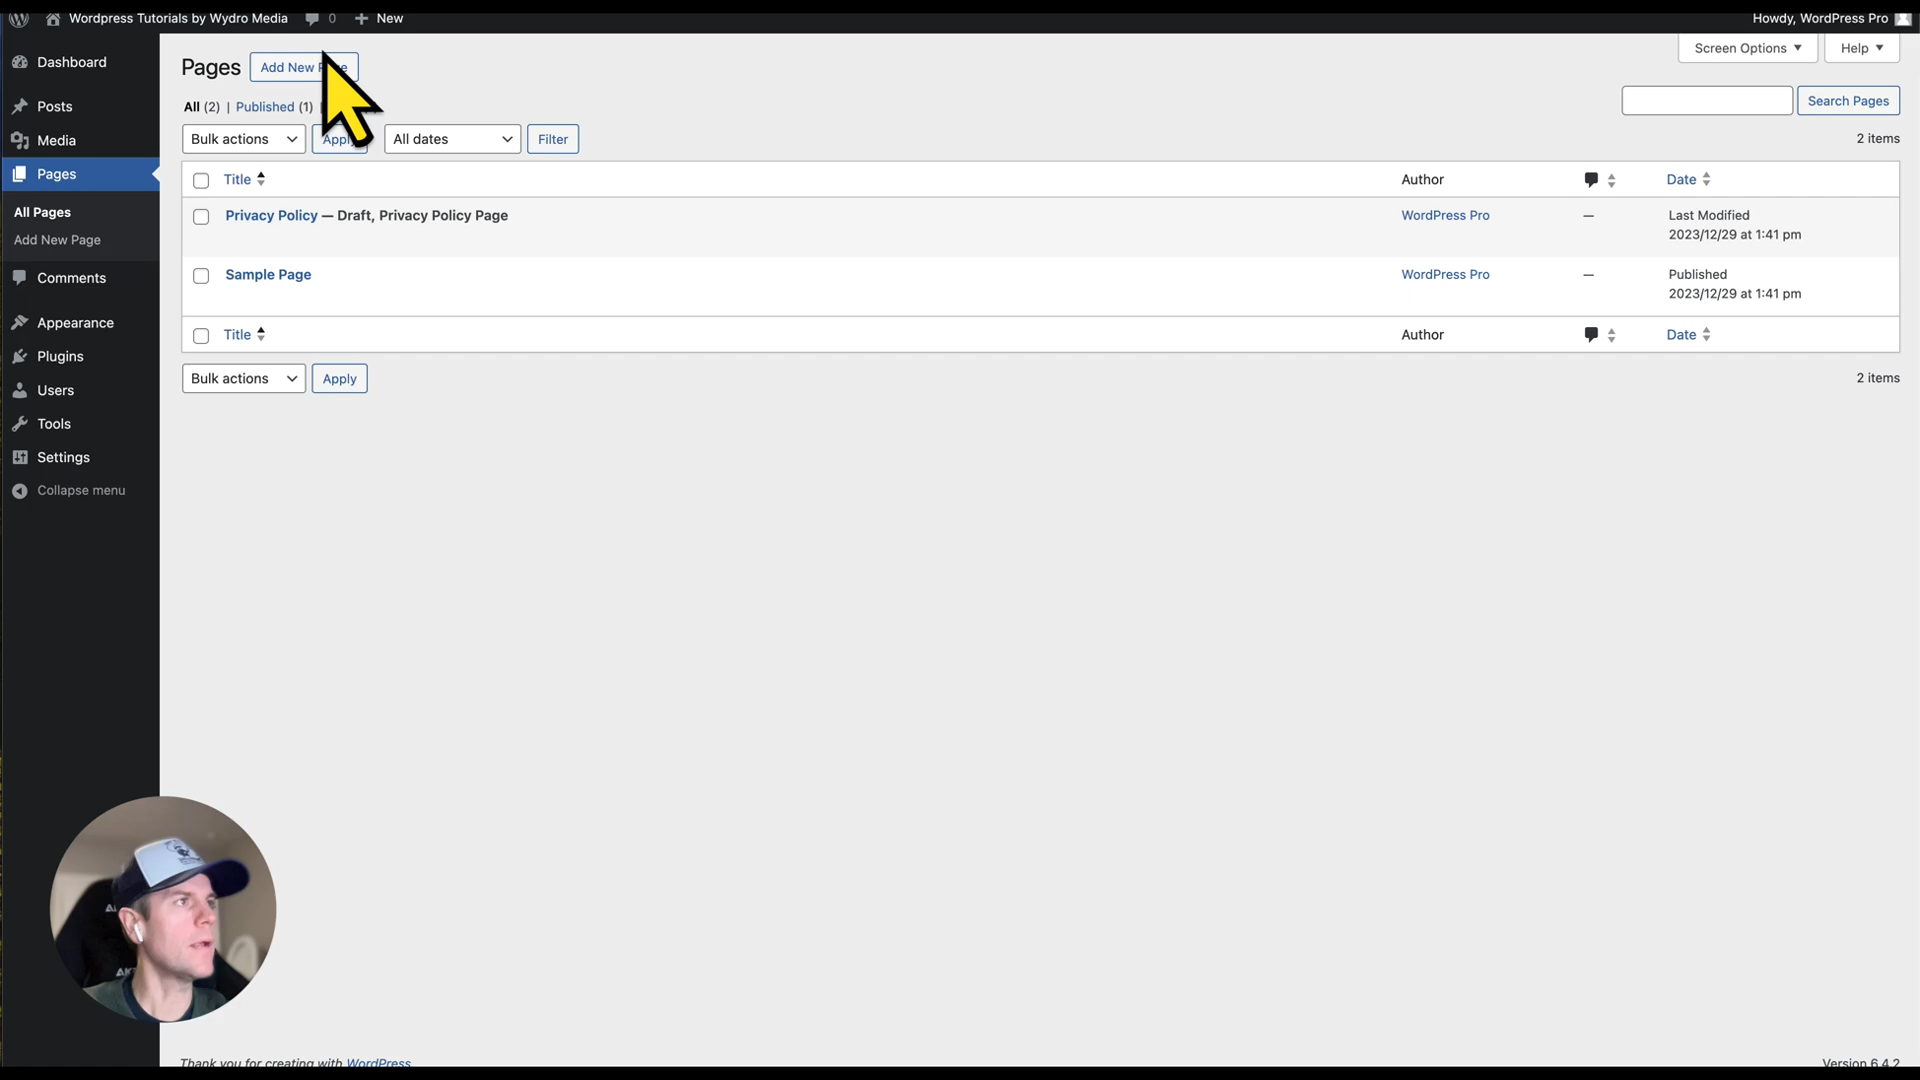 Wordpress Tutorials by Wydro Media 0 + New Howdy, WordPress Pro
Dashboard
Posts
Media
Pages
All Pages
Add New Page
Comments
Appearance
Plugins
Users
Tools
Settings
Collapse menu
Screen Options Help
Pages Add New
All (2) | Published (1)
Search Pages
Bulk actions Apply All dates Filter 2 items
Title Author Date
Privacy Policy — Draft, Privacy Policy Page WordPress Pro — Last Modified
2023/12/29 at 1:41 pm
Sample Page WordPress Pro — Published
2023/12/29 at 1:41 pm
Title Author Date
Bulk actions Apply 2 items
Thank you for creating with WordPress. Version 6.4.2